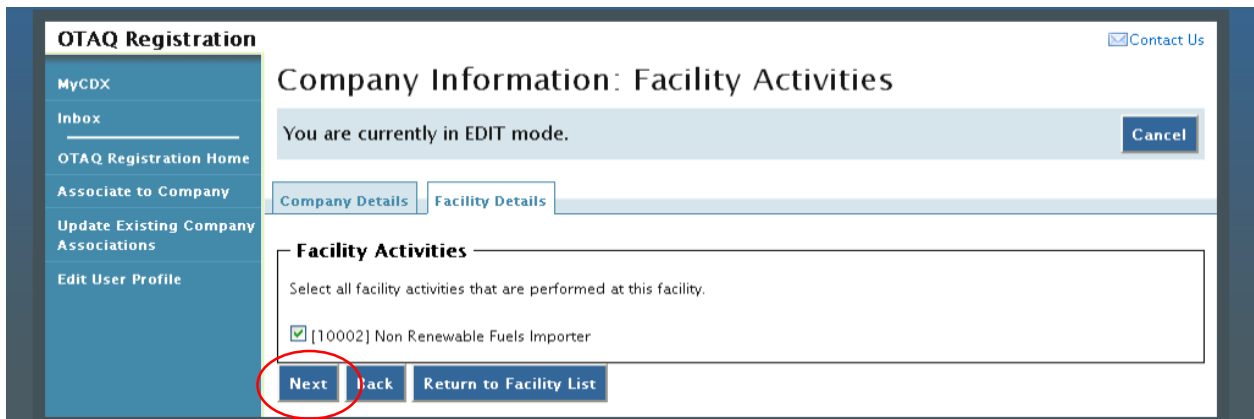 OTAQ Registration
Contact Us
MyCDX
Inbox
OTAQ Registration Home
Associate to Company
Update Existing Company
Associations
Edit User Profile
Company Information: Facility Activities
You are currently in EDIT mode.
Cancel
Company Details
Facility Details
Facility Activities
Select all facility activities that are performed at this facility.
[10002] Non Renewable Fuels Importer
Next
Back
Return to Facility List